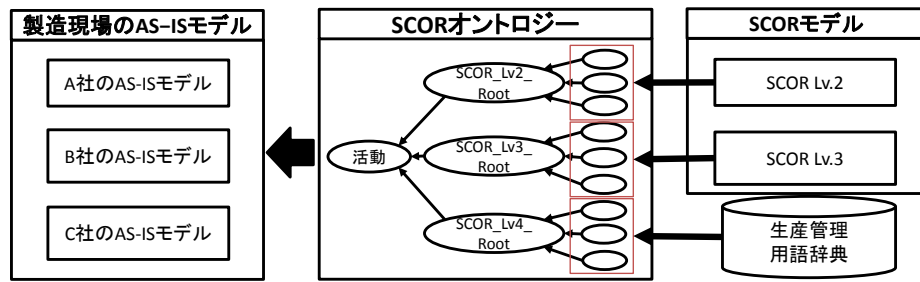 製造現場のAS-ISモデル
A社のAS-ISモデル
B社のAS-ISモデル
C社のAS-ISモデル
SCORオントロジー
活動
SCOR_Lv2_
Root
SCOR_Lv3_
Root
SCOR_Lv4_
Root
SCORモデル
SCOR Lv.2
SCOR Lv.3
生産管理
用語辞典